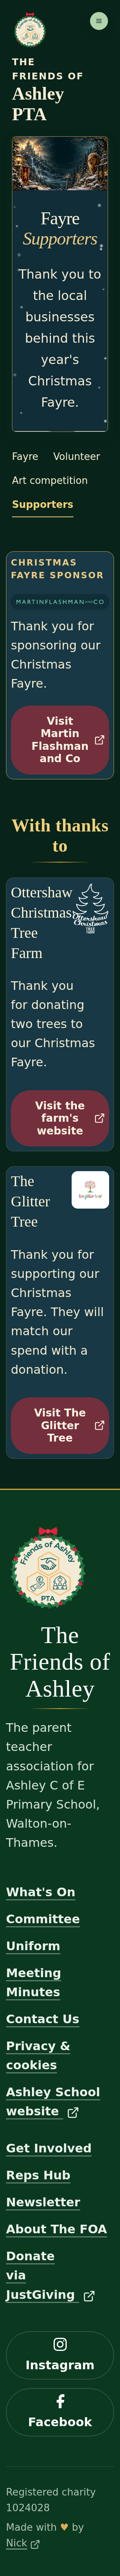 THE
FRIENDS OF
Ashley
PTA
Fayre
Supporters
Thank you to
the local
businesses
behind this
year's
Christmas
Fayre.
Fayre Volunteer
Art competition
Supporters
CHRISTMAS
FAYRE SPONSOR
MARTINFLASHMAN
Thank you for
sponsoring our
Christmas
Fayre.
Visit
Martin
Flashman
and Co
With thanks
to
Ottershaw
Christmas
Tree
Farm
Ottershaw
Christmas
Thank you
for donating
two trees to
our Christmas
Fayre.
Visit the
farm's
website
The
Glitter
Tree
Thank you for
supporting our
Christmas
Fayre. They will
match our
spend with a
donation.
Visit The
Glitter
Tree
Friends of Ashley
PTA
The
Friends of
Ashley
The parent
teacher
association for
Ashley C of E
Primary School,
Walton-on-
Thames.
What's On
Committee
Uniform
Meeting
Minutes
Contact Us
Privacy &
cookies
Ashley School
website
Get Involved
Reps Hub
Newsletter
About The FOA
Donate
via
JustGiving
Instagram
Facebook
Registered charity
1024028
Made with ♥ by
Nick